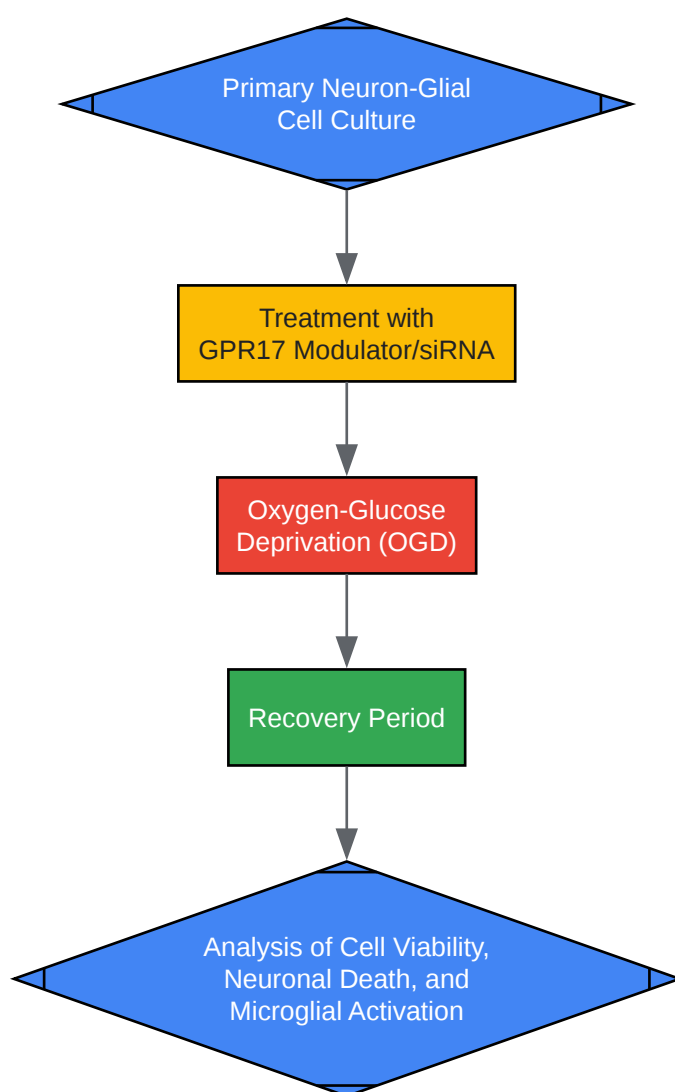 Primary Neuron-Glial
Cell Culture
Treatment with
GPR17 Modulator/siRNA
Oxygen-Glucose
Deprivation (OGD)
Recovery Period
Analysis of Cell Viability,
Neuronal Death, and
Microglial Activation